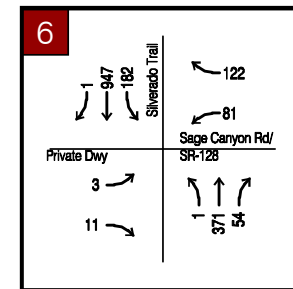 6
1
947
182
Silverado Trail
122
81
Sage Canyon Rd/
SR-128
Private Dwy
3
11
1
371
54